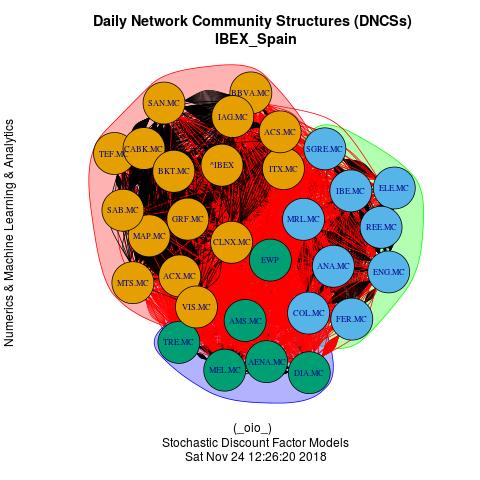 Daily Network Community Structures (DNCSs)
IBEX_Spain
Numerics & Machine Learning & Analytics
BBVA.MC
SAN.MC
IAG.MC
ACS.MC
SGRE.MC
TEF.MC
CABK.MC
BKT.MC
^IBEX
ITX.MC
IBE.MC
ELE.MC
SAB.MC
MAP.MC
GRF.MC
MRL.MC
REE.MC
CLNX.MC
EWP
ANA.MC
ENG.MC
MTS.MC
ACX.MC
VIS.MC
AMS.MC
COL.MC
FER.MC
TRE.MC
MEL.MC
AENA.MC
DIA.MC
(_oio_)
Stochastic Discount Factor Models
Sat Nov 24 12:26:20 2018